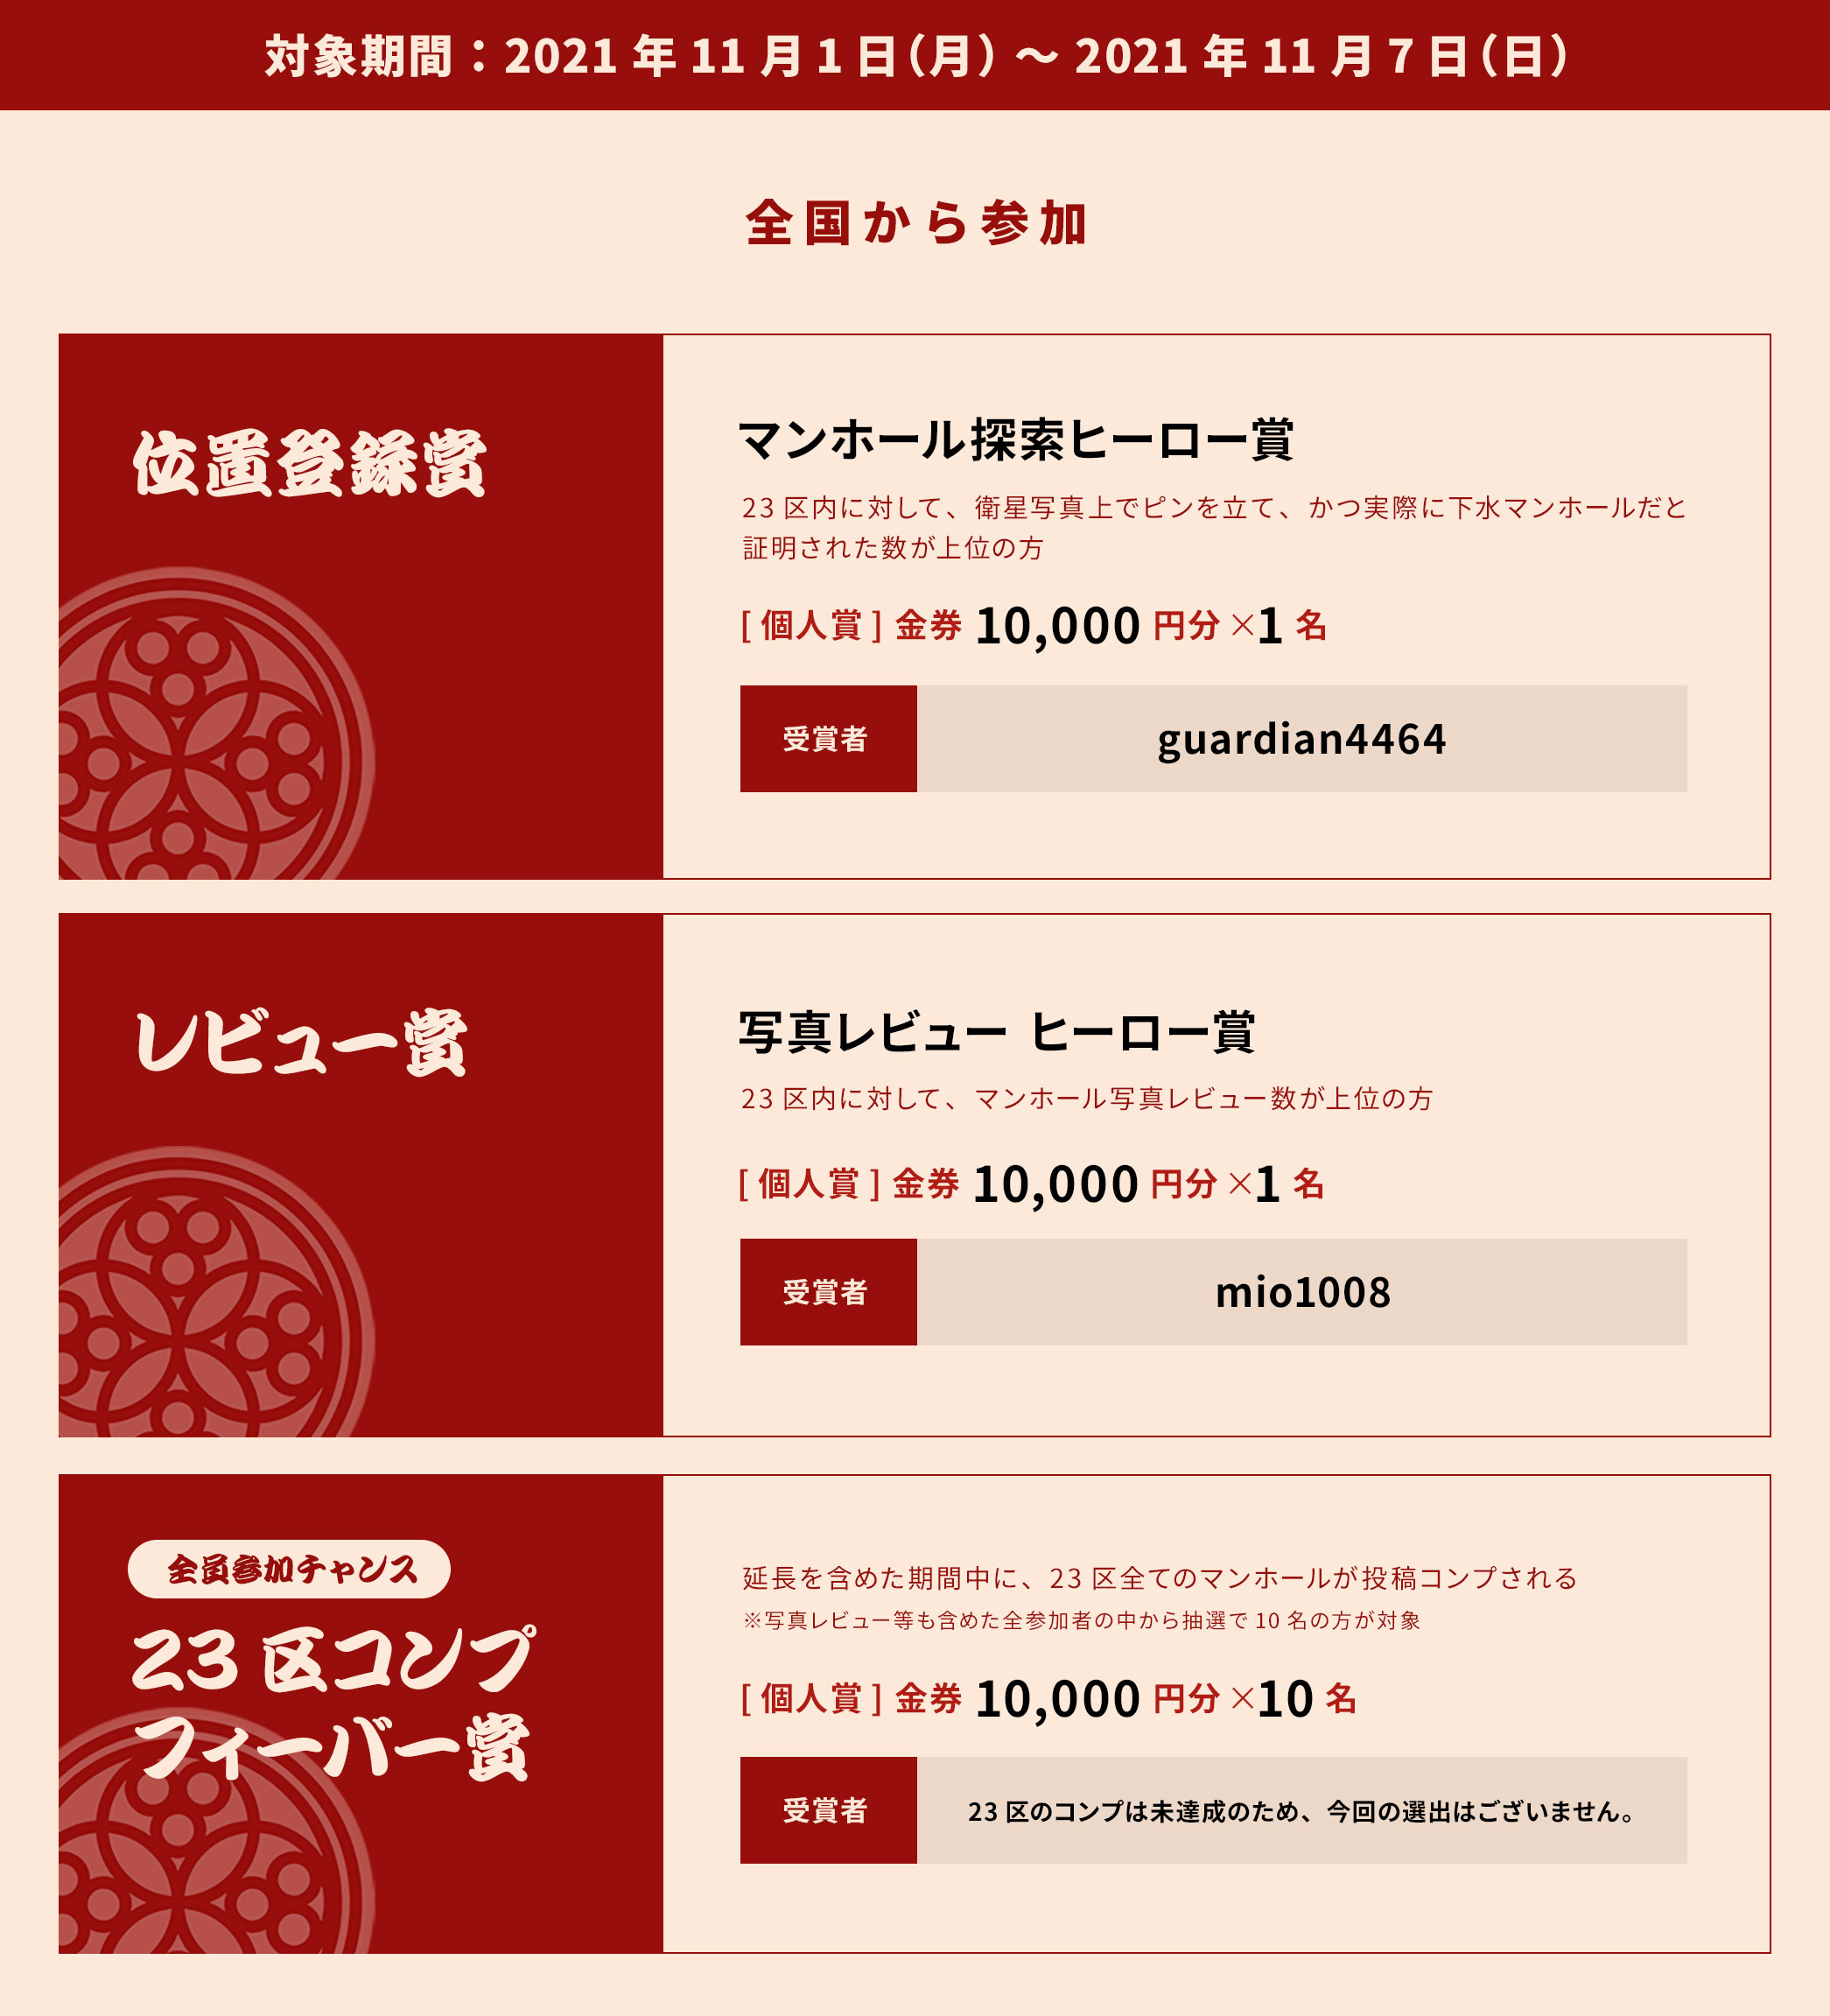 対象期間：2021 年 11 月 1 日（月）～ 2021 年 11 月 7 日（日）
全国から参加
位置登録賞
マンホール探索ヒーロー賞
23 区内に対して、衛星写真上でピンを立て、かつ実際に下水マンホールだと
証明された数が上位の方
[ 個人賞 ] 金券 10,000 円分 ×1 名
受賞者
guardian4464
レビュー賞
写真レビュー ヒーロー賞
23 区内に対して、マンホール写真レビュー数が上位の方
[ 個人賞 ] 金券 10,000 円分 ×1 名
受賞者
mio1008
全員参加チャンス
23 区コンプ
フィーバー賞
延長を含めた期間中に、23 区全てのマンホールが投稿コンプされる
※写真レビュー等も含めた全参加者の中から抽選で 10 名の方が対象
[ 個人賞 ] 金券 10,000 円分 ×10 名
受賞者
23 区のコンプは未達成のため、今回の選出はございません。